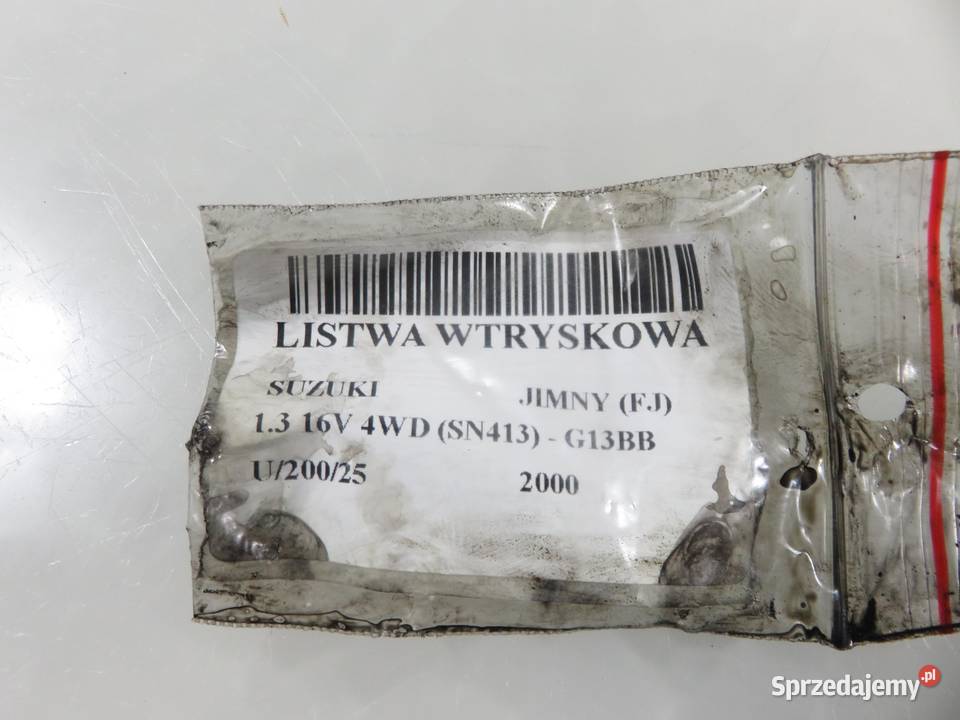 LISTWA WTRYSKOWA
SUZUKI JIMNY (FJ)
1.3 16V 4WD (SN413) - G13BB
U/200/25 2000
Sprzedajemy.pl